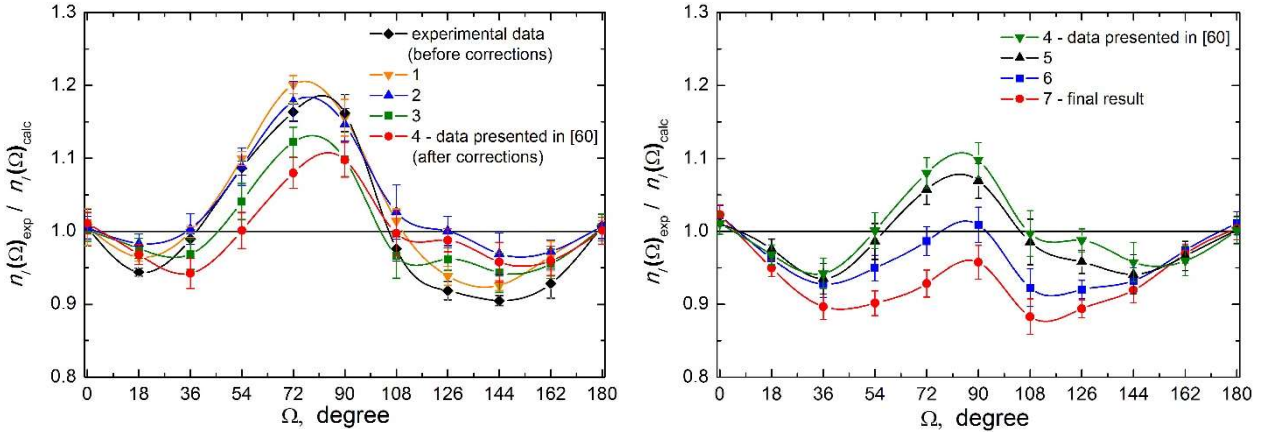 1.3
1.2
1.1
1.0
0.9
0.8
n_l(Ω)_exp / n_l(Ω)_calc
experimental data
(before corrections)
1
2
3
4 - data presented in [60]
(after corrections)
0 18 36 54 72 90 108 126 144 162 180
Ω, degree
1.3
1.2
1.1
1.0
0.9
0.8
n_l(Ω)_exp / n_l(Ω)_calc
4 - data presented in [60]
5
6
7 - final result
0 18 36 54 72 90 108 126 144 162 180
Ω, degree